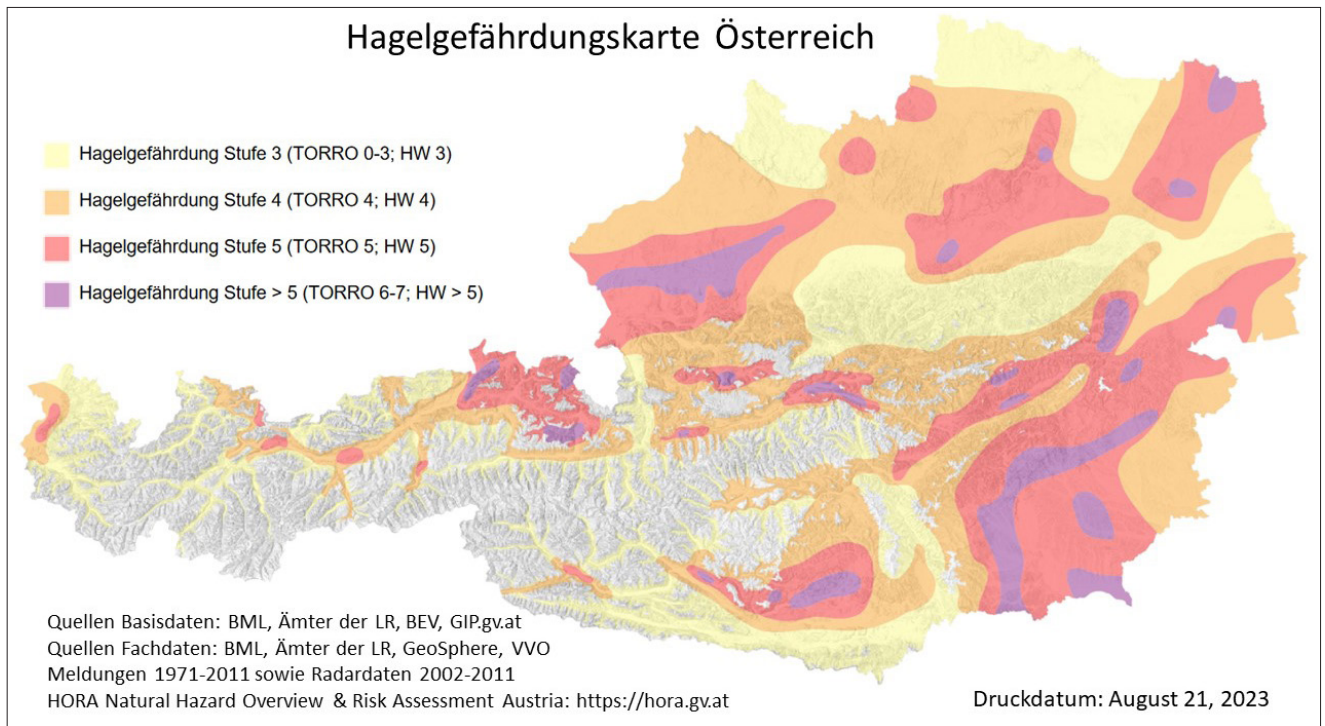 Hagelgefährdungskarte Österreich
Hagelgefährdung Stufe 3 (TORRO 0-3; HW 3)
Hagelgefährdung Stufe 4 (TORRO 4; HW 4)
Hagelgefährdung Stufe 5 (TORRO 5; HW 5)
Hagelgefährdung Stufe > 5 (TORRO 6-7; HW > 5)
Quellen Basisdaten: BML, Ämter der LR, BEV, GIP.gv.at
Quellen Fachdaten: BML, Ämter der LR, GeoSphere, VVO
Meldungen 1971-2011 sowie Radardaten 2002-2011
HORA Natural Hazard Overview & Risk Assessment Austria: https://hora.gv.at
Druckdatum: August 21, 2023